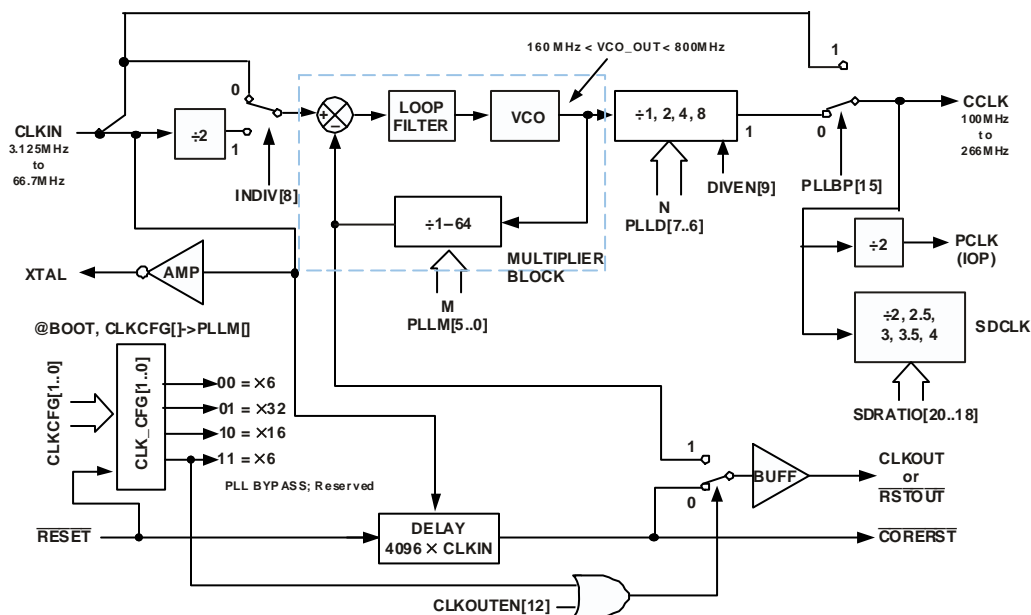 160 MHz < VCO_OUT < 800MHz
1
0
CLKIN
3.125MHz
to
66.7MHz
÷2
1
INDIV[8]
+
−
LOOP
FILTER
VCO
÷1, 2, 4, 8
1
0
DIVEN[9]
N
PLLD[7..6]
PLLBP[15]
CCLK
100MHz
to
266MHz
÷1–64
MULTIPLIER
BLOCK
M
PLLM[5..0]
÷2
PCLK
(IOP)
XTAL
AMP
÷2, 2.5,
3, 3.5, 4
SDCLK
SDRATIO[20..18]
@BOOT, CLKCFG[]->PLLM[]
CLKCFG[1..0]
CLK_CFG[1..0]
00 = ×6
01 = ×32
10 = ×16
11 = ×6
PLL BYPASS; Reserved
1
0
BUFF
CLKOUT
or
RSTOUT
RESET
DELAY
4096 × CLKIN
CORERST
CLKOUTEN[12]